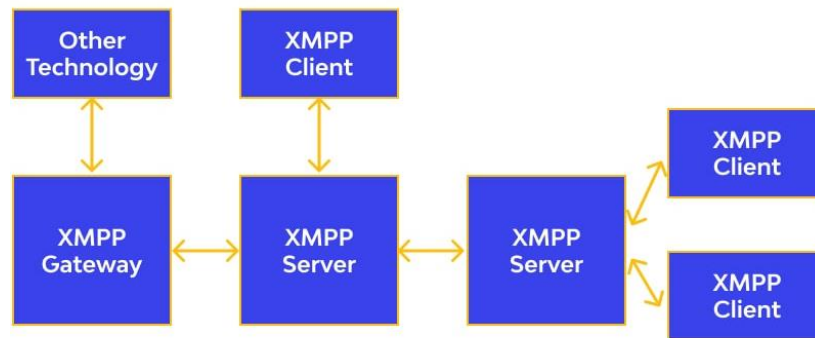 Other
Technology
XMPP
Client
XMPP
Client
XMPP
Gateway
XMPP
Server
XMPP
Server
XMPP
Client